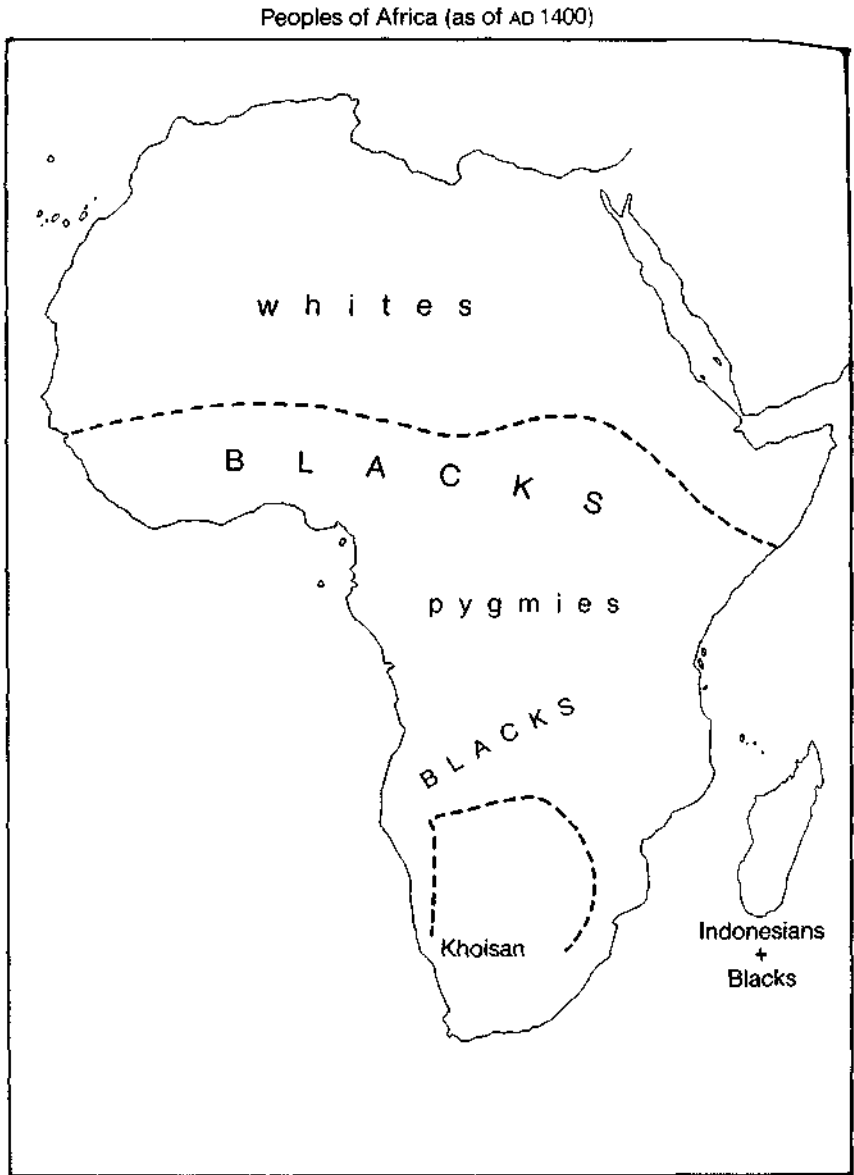 Peoples of Africa (as of AD 1400)
whites
BLACKS
pygmies
BLACKS
Khoisan
Indonesians
+
Blacks